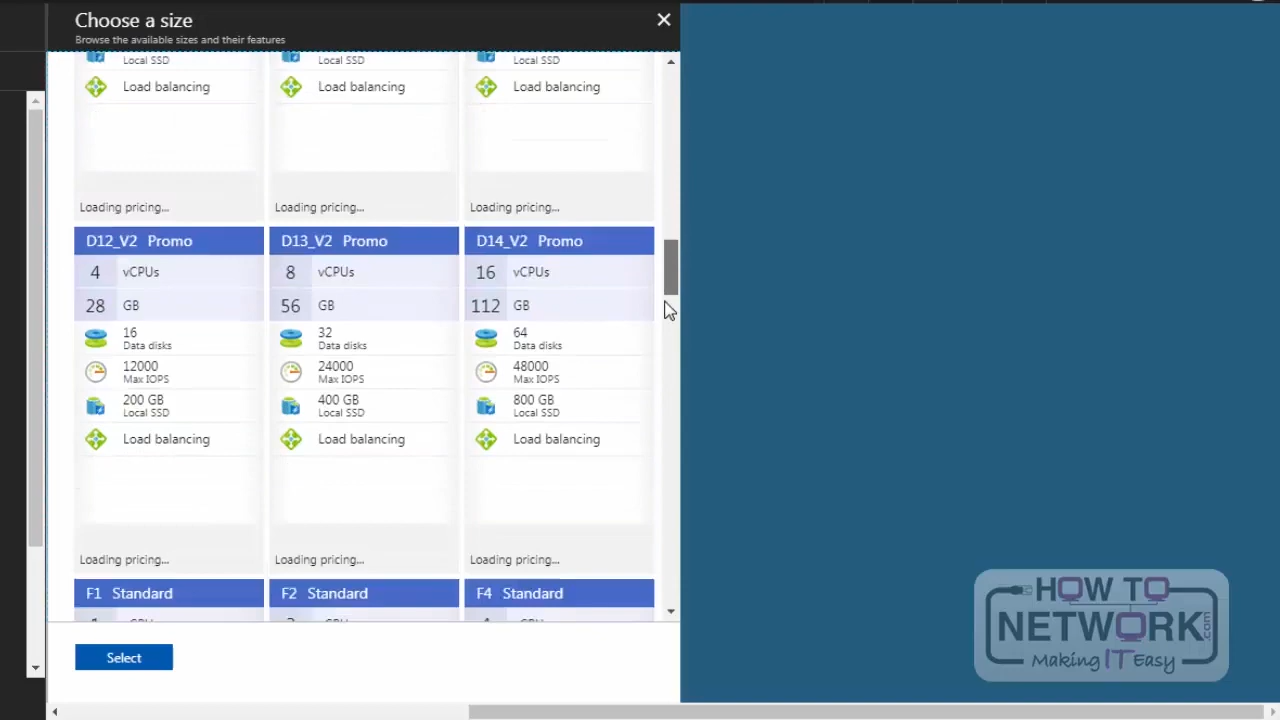 Choose a size
Browse the available sizes and their features
Local SSD Local SSD Local SSD
Load balancing Load balancing Load balancing
Loading pricing... Loading pricing... Loading pricing...
D12_V2 Promo D13_V2 Promo D14_V2 Promo
4 vCPUs 8 vCPUs 16 vCPUs
28 GB 56 GB 112 GB
16 32 64
Data disks Data disks Data disks
12000 24000 48000
Max IOPS Max IOPS Max IOPS
200 GB 400 GB 800 GB
Local SSD Local SSD Local SSD
Load balancing Load balancing Load balancing
Loading pricing... Loading pricing... Loading pricing...
F1 Standard F2 Standard F4 Standard
Select
HOW TO
NETWORK.com
Making IT Easy